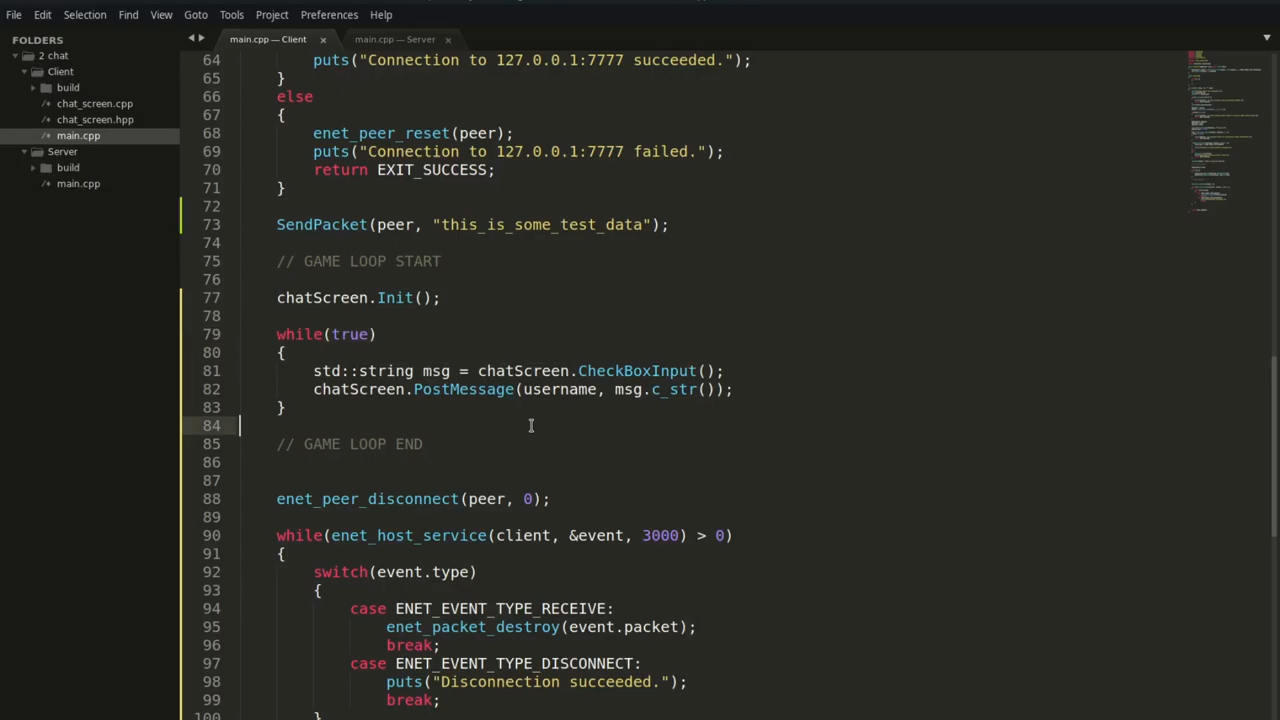 File Edit Selection Find View Goto Tools Project Preferences Help
FOLDERS
2 chat
Client
build
chat_screen.cpp
chat_screen.hpp
main.cpp
Server
build
main.cpp
main.cpp — Client × main.cpp — Server ×
64 puts("Connection to 127.0.0.1:7777 succeeded.");
65 }
66 else
67 {
68 enet_peer_reset(peer);
69 puts("Connection to 127.0.0.1:7777 failed.");
70 return EXIT_SUCCESS;
71 }
72
73 SendPacket(peer, "this_is_some_test_data");
74
75 // GAME LOOP START
76
77 chatScreen.Init();
78
79 while(true)
80 {
81 std::string msg = chatScreen.CheckBoxInput();
82 chatScreen.PostMessage(username, msg.c_str());
83 }
84
85 // GAME LOOP END
86
87
88 enet_peer_disconnect(peer, 0);
89
90 while(enet_host_service(client, &event, 3000) > 0)
91 {
92 switch(event.type)
93 {
94 case ENET_EVENT_TYPE_RECEIVE:
95 enet_packet_destroy(event.packet);
96 break;
97 case ENET_EVENT_TYPE_DISCONNECT:
98 puts("Disconnection succeeded.");
99 break;
100 }